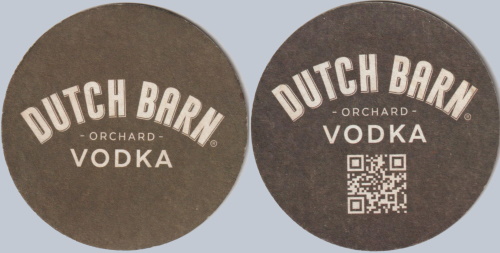 DUTCH BARN®
- ORCHARD -
VODKA
DUTCH BARN®
- ORCHARD -
VODKA